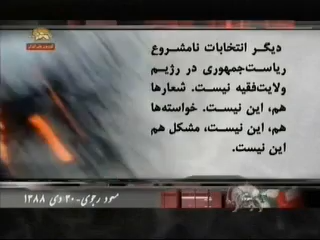 دیگر انتخابات نامشروع
ریاست‌جمهوری در رژیم
ولایت‌فقیه نیست. شعارها
هم، این نیست. خواسته‌ها
هم، این نیست، مشکل هم
این نیست.
مسعود رجوی-۳۰ دی ۱۳۸۸